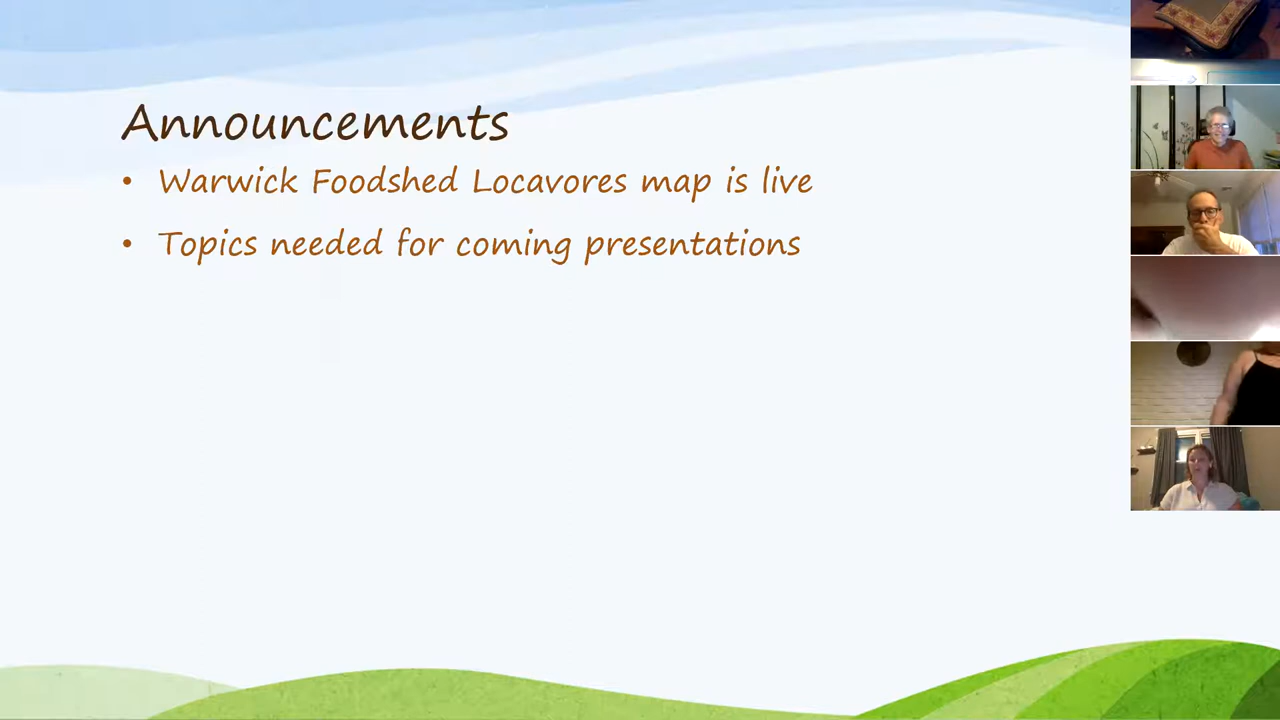 Announcements
• Warwick Foodshed Locavores map is live
• Topics needed for coming presentations